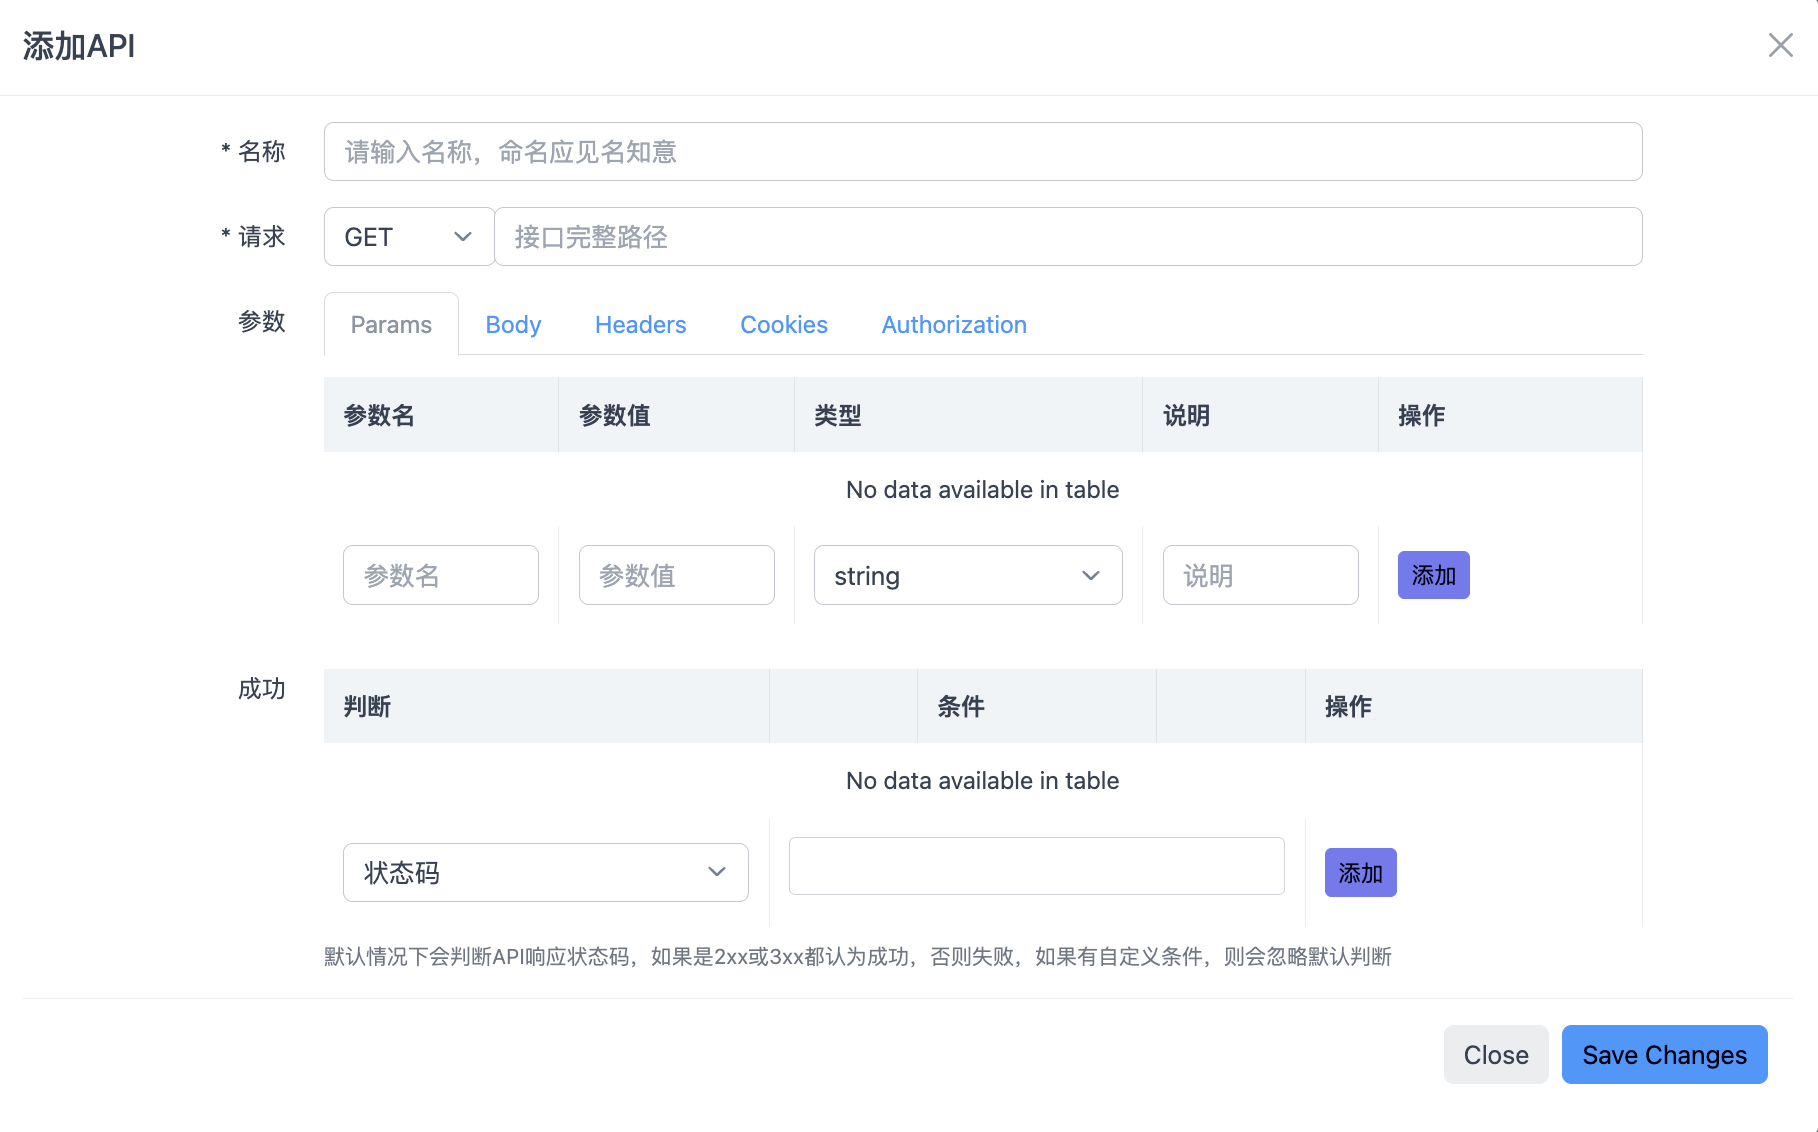 添加API
* 名称 请输入名称，命名应见名知意
* 请求 GET 接口完整路径
参数 Params Body Headers Cookies Authorization
参数名 参数值 类型 说明 操作
No data available in table
参数名 参数值 string 说明 添加
成功 判断 条件 操作
No data available in table
状态码 添加
默认情况下会判断API响应状态码，如果是2xx或3xx都认为成功，否则失败，如果有自定义条件，则会忽略默认判断
Close Save Changes